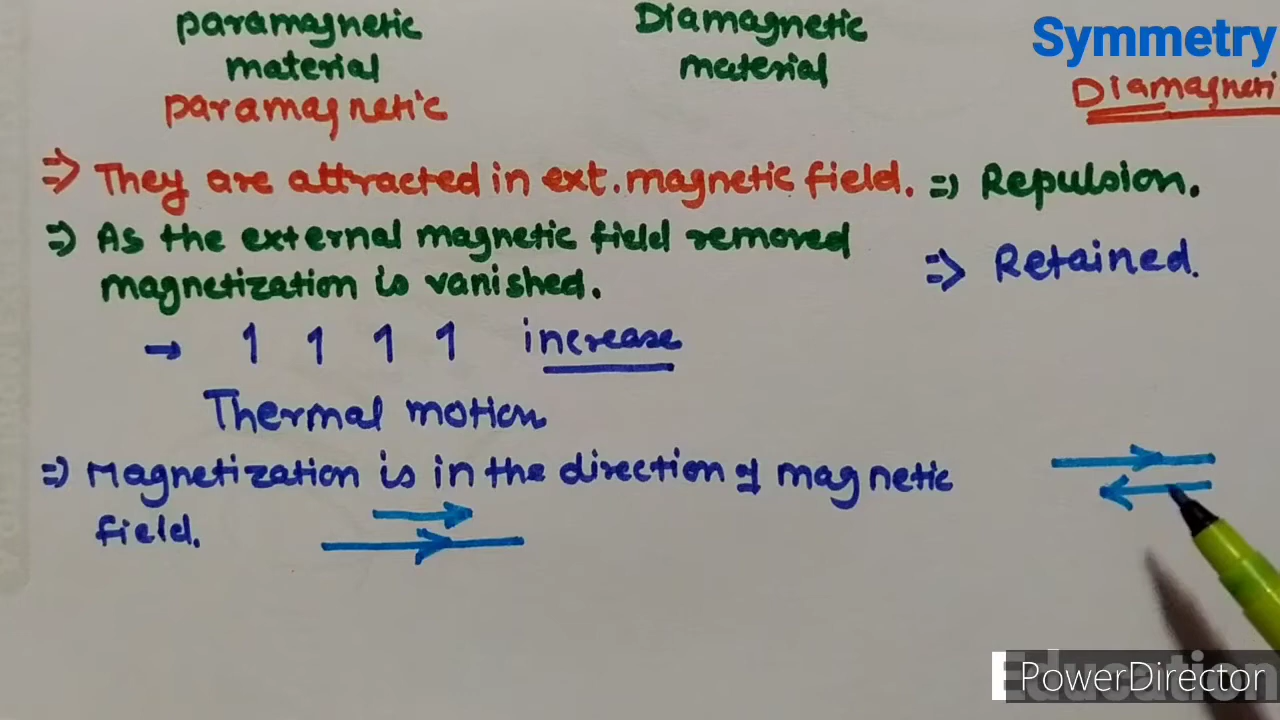 paramagnetic
material
Diamagnetic
material
Symmetry
paramagnetic
Diamagneti
⇒ They are attracted in ext. magnetic field.
⇒ Repulsion.
⇒ As the external magnetic field removed
magnetization is vanished.
⇒ Retained.
→ 1 1 1 1 increase
Thermal motion
⇒ Magnetization is in the direction of magnetic
field.
Education
PowerDirector